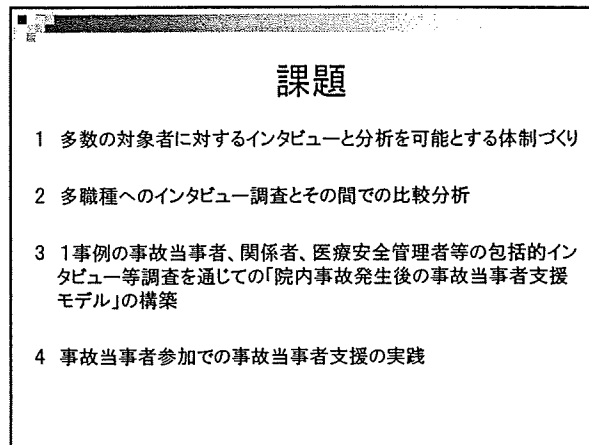 課題
1 多数の対象者に対するインタビューと分析を可能とする体制づくり
2 多職種へのインタビュー調査とその間での比較分析
3 1事例の事故当事者、関係者、医療安全管理者等の包括的イン
タビュー等調査を通じての「院内事故発生後の事故当事者支援
モデル」の構築
4 事故当事者参加での事故当事者支援の実践